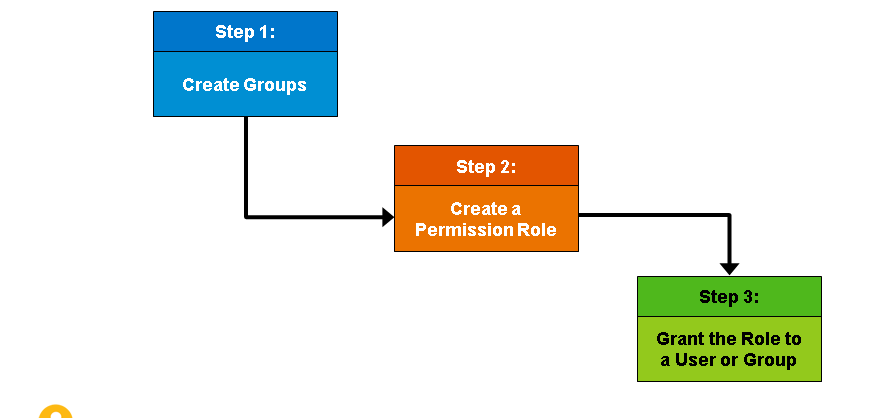 Step 1:
Create Groups
Step 2:
Create a
Permission Role
Step 3:
Grant the Role to
a User or Group